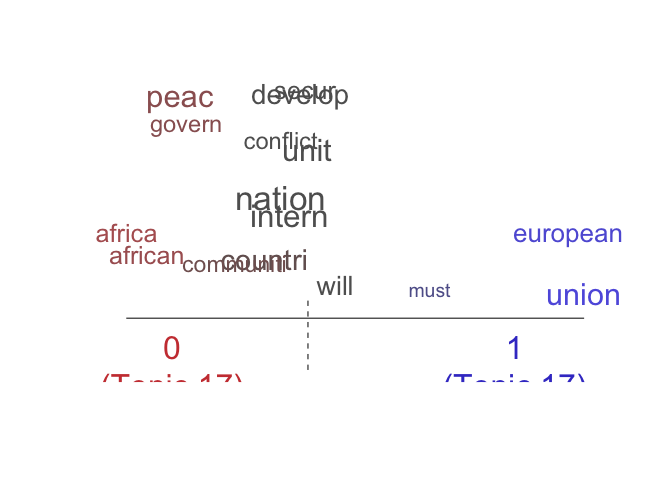 secur
peac
develop
govern
conflict
unit
nation
intern
africa
european
african
countri
communiti
will
must
union
0
1
(Topic 17)
(Topic 17)